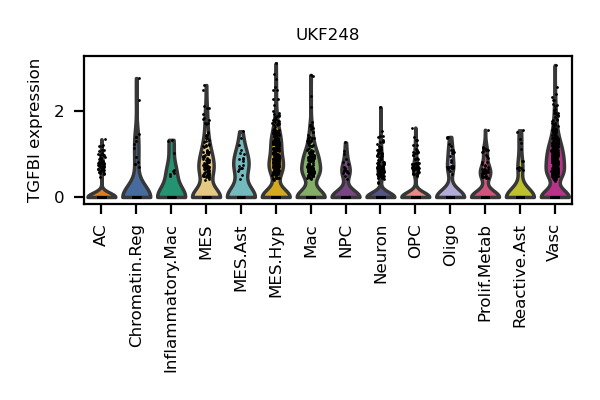 UKF248
TGFBI expression
2
0
AC
Chromatin.Reg
Inflammatory.Mac
MES
MES.Ast
MES.Hyp
Mac
NPC
Neuron
OPC
Oligo
Prolif.Metab
Reactive.Ast
Vasc